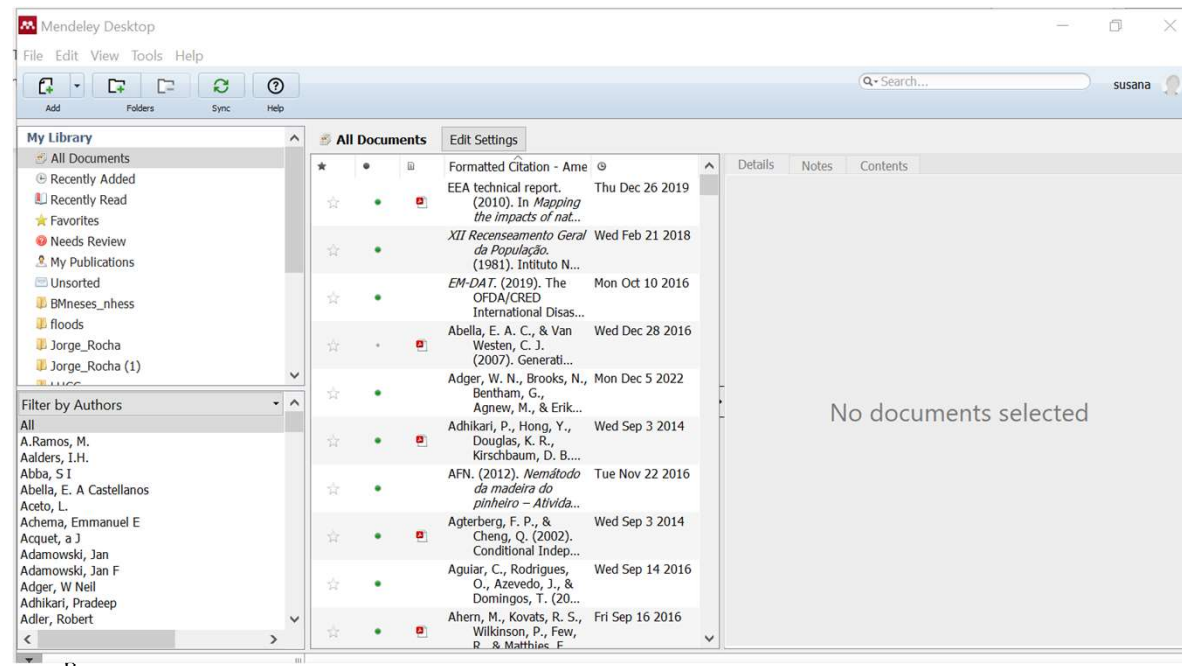 Mendeley Desktop
File Edit View Tools Help
Add Folders Sync Help
Search...
susana
My Library
All Documents
Recently Added
Recently Read
Favorites
Needs Review
My Publications
Unsorted
BMneses_nhess
floods
Jorge_Rocha
Jorge_Rocha (1)
Filter by Authors
All
A.Ramos, M.
Aalders, I.H.
Abba, S I
Abella, E. A Castellanos
Aceto, L.
Achema, Emmanuel E
Acquet, a J
Adamowski, Jan
Adamowski, Jan F
Adger, W Neil
Adhikari, Pradeep
Adler, Robert
All Documents Edit Settings
Formatted Citation - Ame
EEA technical report. Thu Dec 26 2019
(2010). In Mapping
the impacts of nat...
XII Recenseamento Geral Wed Feb 21 2018
da População.
(1981). Intituto N...
EM-DAT. (2019). The Mon Oct 10 2016
OFDA/CRED
International Disas...
Abella, E. A. C., & Van Wed Dec 28 2016
Westen, C. J.
(2007). Generati...
Adger, W. N., Brooks, N., Mon Dec 5 2022
Bentham, G.,
Agnew, M., & Erik...
Adhikari, P., Hong, Y., Wed Sep 3 2014
Douglas, K. R.,
Kirschbaum, D. B....
AFN. (2012). Nemátodo Tue Nov 22 2016
da madeira do
pinheiro – Ativida...
Agterberg, F. P., & Wed Sep 3 2014
Cheng, Q. (2002).
Conditional Indep...
Aguiar, C., Rodrigues, Wed Sep 14 2016
O., Azevedo, J., &
Domingos, T. (20...
Ahern, M., Kovats, R. S., Fri Sep 16 2016
Wilkinson, P., Few,
R., & Matthies, F.
Details Notes Contents
No documents selected